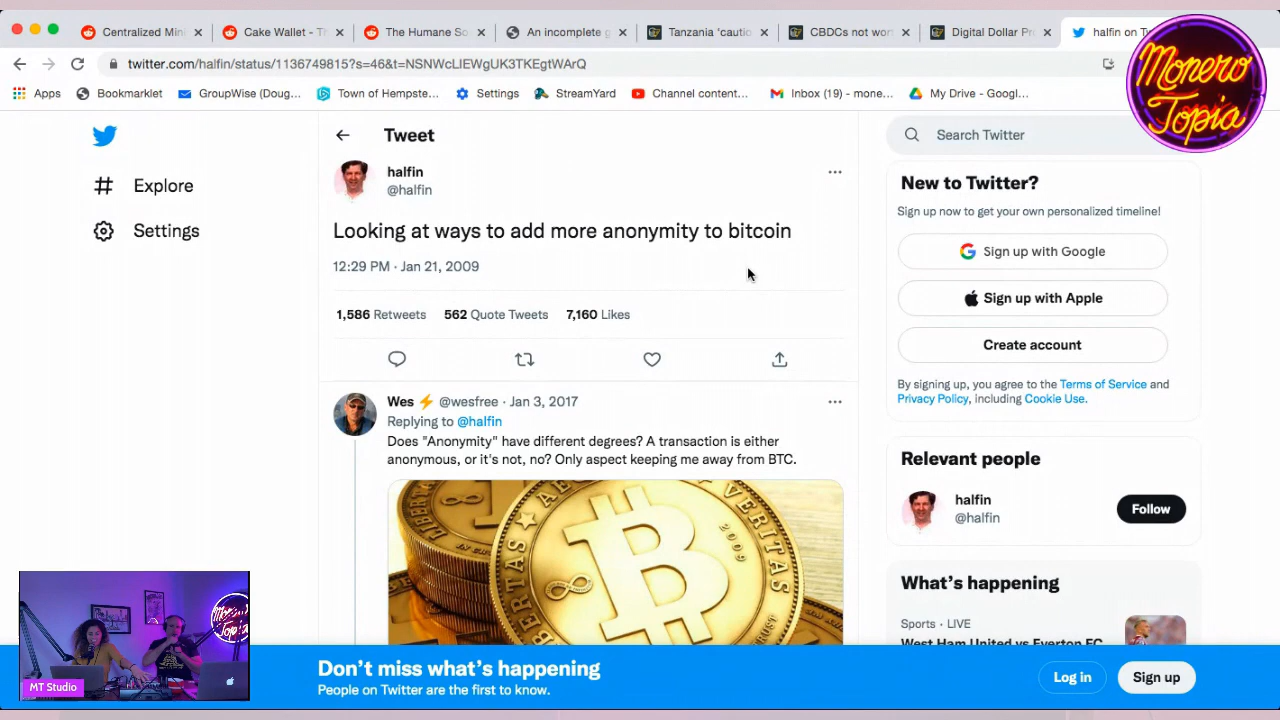 Centralized Mini
Cake Wallet - Th
The Humane So
An incomplete g
Tanzania 'cautio
CBDCs not wor
Digital Dollar Pr
halfin on Tw
Monero
Topia
twitter.com/halfin/status/1136749815?s=46&t=NSNWcLlEWgUK3TKEgtWArQ
Apps
Bookmarklet
GroupWise (Doug...
Town of Hempste...
Settings
StreamYard
Channel content...
Inbox (19) - mone...
My Drive - Googl...
Explore
Settings
Tweet
halfin
@halfin
Looking at ways to add more anonymity to bitcoin
12:29 PM · Jan 21, 2009
1,586 Retweets 562 Quote Tweets 7,160 Likes
Wes ⚡ @wesfree · Jan 3, 2017
Replying to @halfin
Does "Anonymity" have different degrees? A transaction is either
anonymous, or it's not, no? Only aspect keeping me away from BTC.
VERITAS
2009
Search Twitter
New to Twitter?
Sign up now to get your own personalized timeline!
Sign up with Google
Sign up with Apple
Create account
By signing up, you agree to the Terms of Service and
Privacy Policy, including Cookie Use.
Relevant people
halfin
@halfin
Follow
What's happening
Sports · LIVE
West Ham United vs Everton FC
MT Studio
Don't miss what's happening
People on Twitter are the first to know.
Log in
Sign up